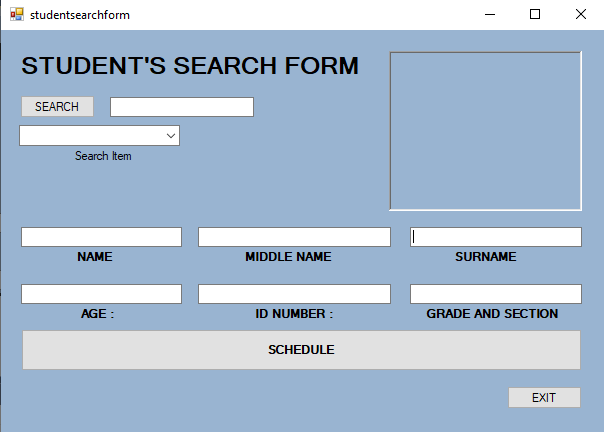 studentsearchform
STUDENT'S SEARCH FORM
SEARCH
Search Item
NAME MIDDLE NAME SURNAME
AGE : ID NUMBER : GRADE AND SECTION
SCHEDULE
EXIT